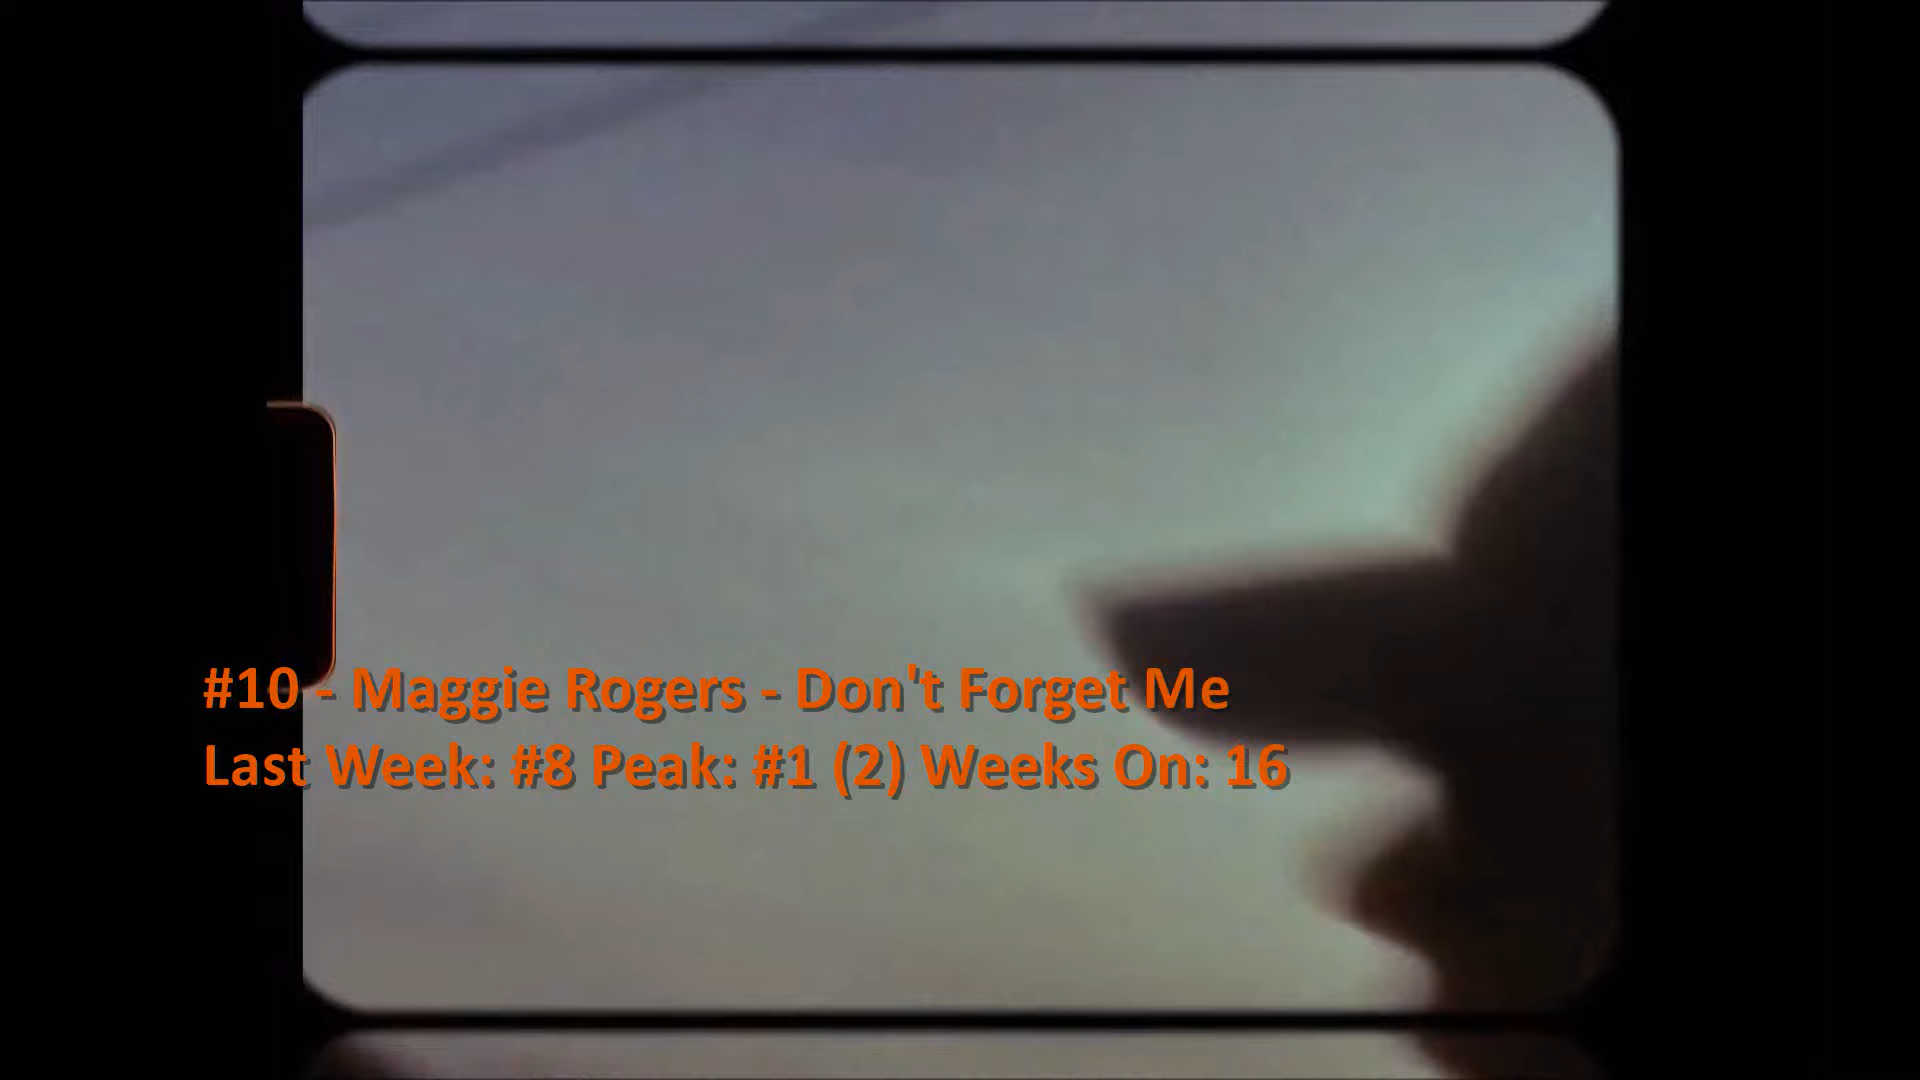 #10 - Maggie Rogers - Don't Forget Me
Last Week: #8 Peak: #1 (2) Weeks On: 16